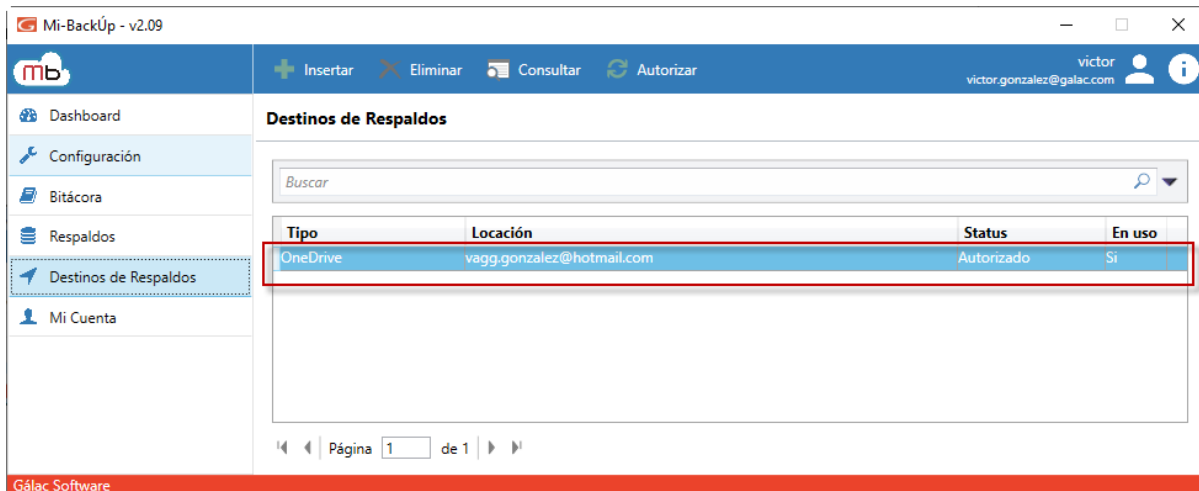 Mi-BackÚp - v2.09
mb
Insertar Eliminar Consultar Autorizar
victor
victor.gonzalez@galac.com
Dashboard
Configuración
Bitácora
Respaldos
Destinos de Respaldos
Mi Cuenta
Destinos de Respaldos
Buscar
Tipo Locación Status En uso
OneDrive vagg.gonzalez@hotmail.com Autorizado Si
Página 1 de 1
Gálac Software